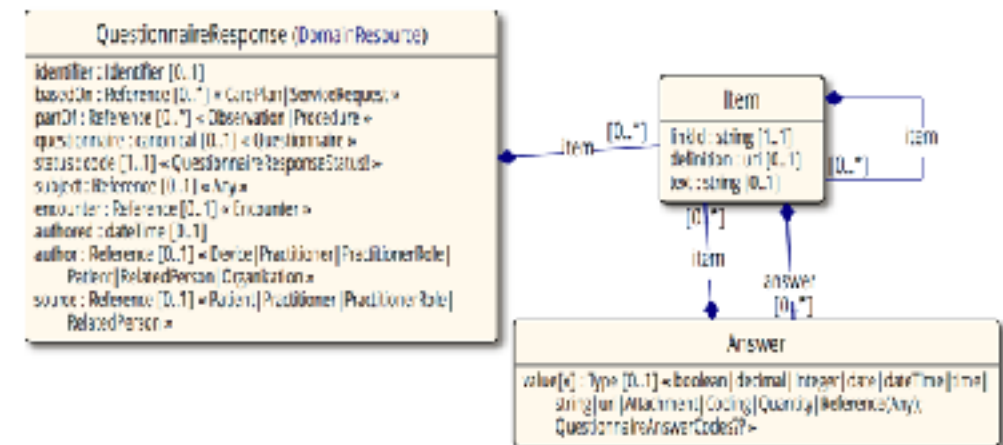 QuestionnaireResponse (DomainResource)
identifier : Identifier [0..1]
basedOn : Reference [0..*] « CarePlan|ServiceRequest »
partOf : Reference [0..*] « Observation|Procedure »
questionnaire : canonical [0..1] « Questionnaire »
status : code [1..1] « QuestionnaireResponseStatus! »
subject : Reference [0..1] « Any »
encounter : Reference [0..1] « Encounter »
authored : dateTime [0..1]
author : Reference [0..1] « Device|Practitioner|PractitionerRole|
Patient|RelatedPerson|Organization »
source : Reference [0..1] « Patient|Practitioner|PractitionerRole|
RelatedPerson »
item
[0..*]
Item
linkId : string [1..1]
definition : uri [0..1]
text : string [0..1]
item
[0..*]
[0..*]
item
answer
[0..*]
Answer
value[x] : Type [0..1] « boolean|decimal|integer|date|dateTime|time|
string|uri|Attachment|Coding|Quantity|Reference(Any);
QuestionnaireAnswerCodes?? »